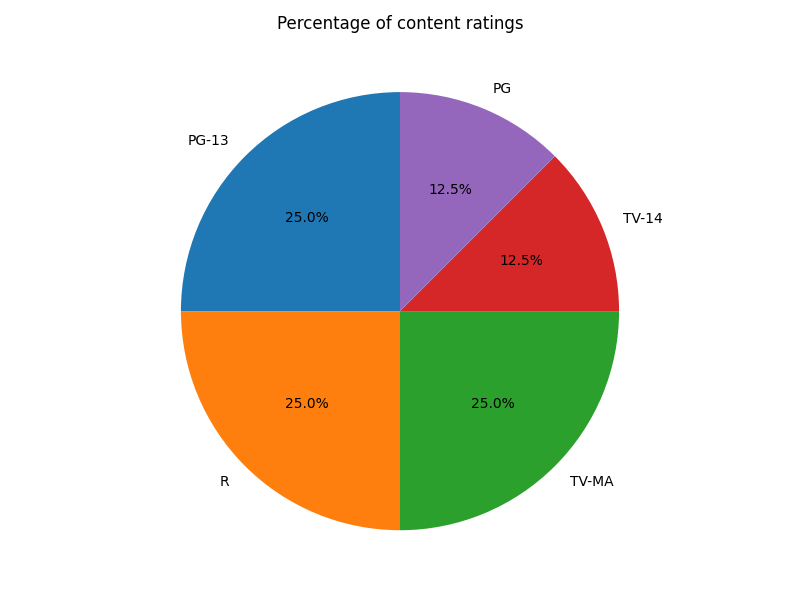 Percentage of content ratings
PG
PG-13
12.5%
25.0%
TV-14
12.5%
25.0%
25.0%
R
TV-MA